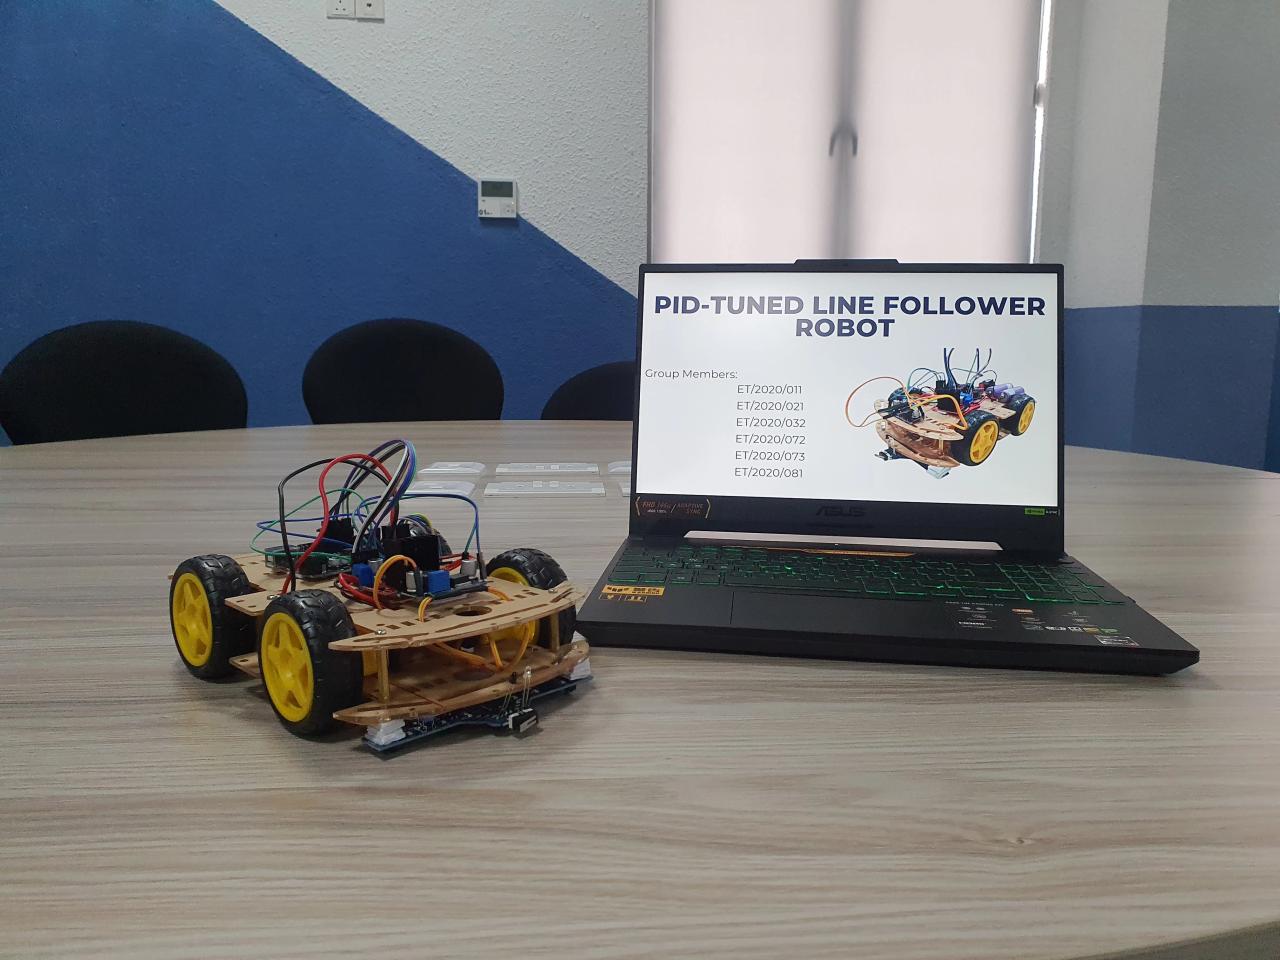 PID-TUNED LINE FOLLOWER
ROBOT
Group Members:
ET/2020/011
ET/2020/021
ET/2020/032
ET/2020/072
ET/2020/073
ET/2020/081
ASUS